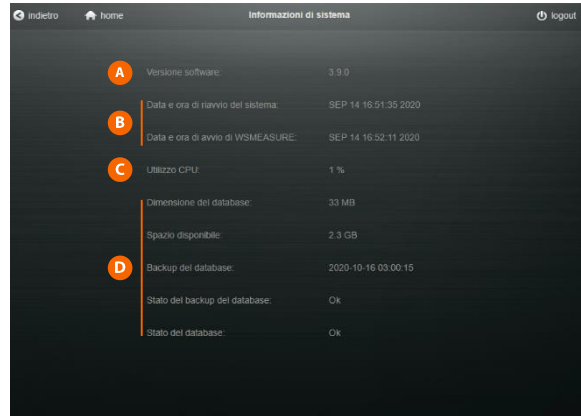 indietro home Informazioni di sistema logout
A Versione software: 3.9.0
Data e ora di riavvio del sistema: SEP 14 16:51:35 2020
B
Data e ora di avvio di WSMEASURE: SEP 14 16:52:11 2020
C Utilizzo CPU: 1 %
Dimensione del database: 33 MB
Spazio disponibile: 2.3 GB
D Backup del database: 2020-10-16 03:00:15
Stato del backup del database: Ok
Stato del database: Ok